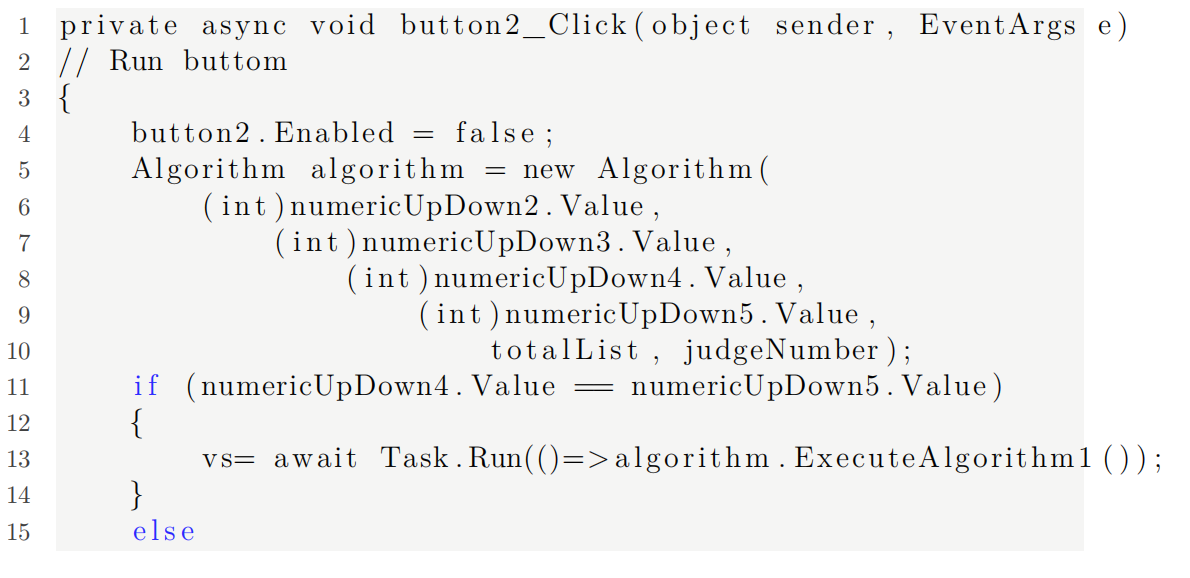 1 private async void button2_Click(object sender, EventArgs e)
2 // Run buttom
3 {
4 button2.Enabled = false;
5 Algorithm algorithm = new Algorithm(
6 (int)numericUpDown2.Value,
7 (int)numericUpDown3.Value,
8 (int)numericUpDown4.Value,
9 (int)numericUpDown5.Value,
10 totalList, judgeNumber);
11 if (numericUpDown4.Value == numericUpDown5.Value)
12 {
13 vs= await Task.Run(()=>algorithm.ExecuteAlgorithm1());
14 }
15 else